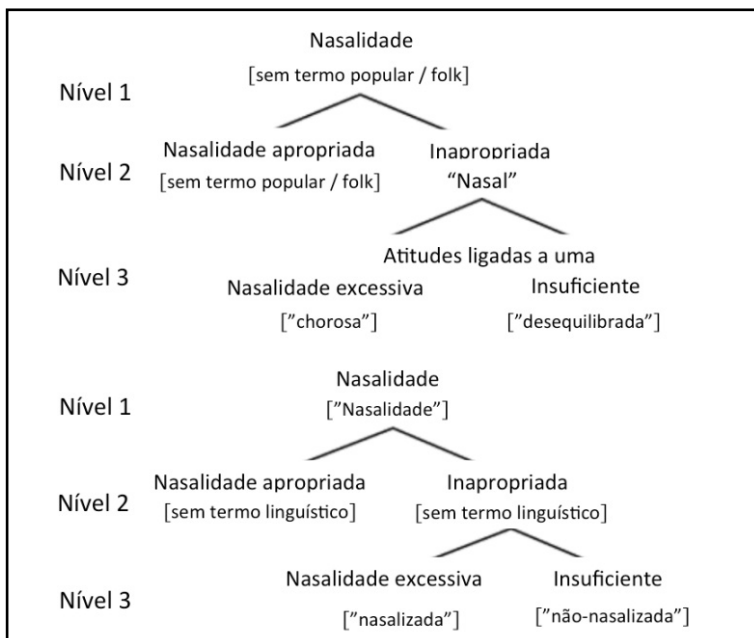 Nasalidade
[sem termo popular / folk]
Nível 1
Nasalidade apropriada Inapropriada
Nível 2
[sem termo popular / folk] “Nasal”
Atitudes ligadas a uma
Nível 3
Nasalidade excessiva Insuficiente
[”chorosa”] [”desequilibrada”]
Nasalidade
Nível 1
[”Nasalidade”]
Nasalidade apropriada Inapropriada
Nível 2
[sem termo linguístico] [sem termo linguístico]
Nasalidade excessiva Insuficiente
Nível 3
[”nasalizada”] [”não-nasalizada”]